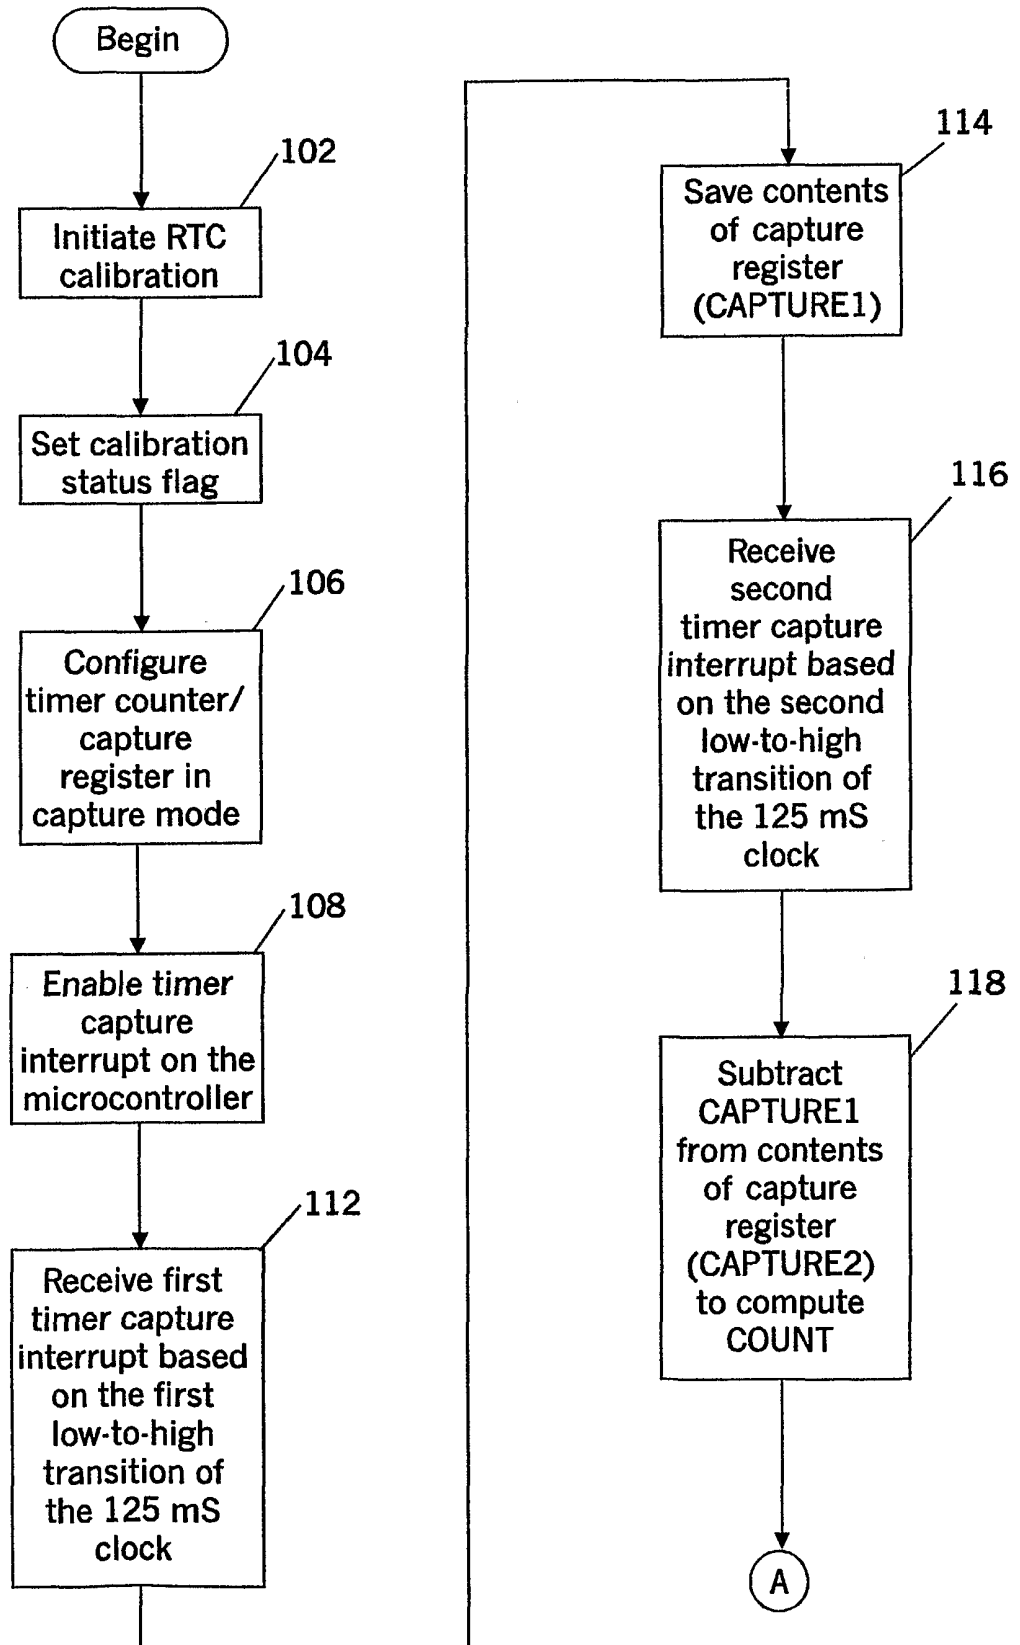 Begin
102
Initiate RTC
calibration
104
Set calibration
status flag
106
Configure
timer counter/
capture
register in
capture mode
108
Enable timer
capture
interrupt on the
microcontroller
112
Receive first
timer capture
interrupt based
on the first
low-to-high
transition of
the 125 mS
clock
114
Save contents
of capture
register
(CAPTURE1)
116
Receive
second
timer capture
interrupt based
on the second
low-to-high
transition of
the 125 mS
clock
118
Subtract
CAPTURE1
from contents
of capture
register
(CAPTURE2)
to compute
COUNT
A